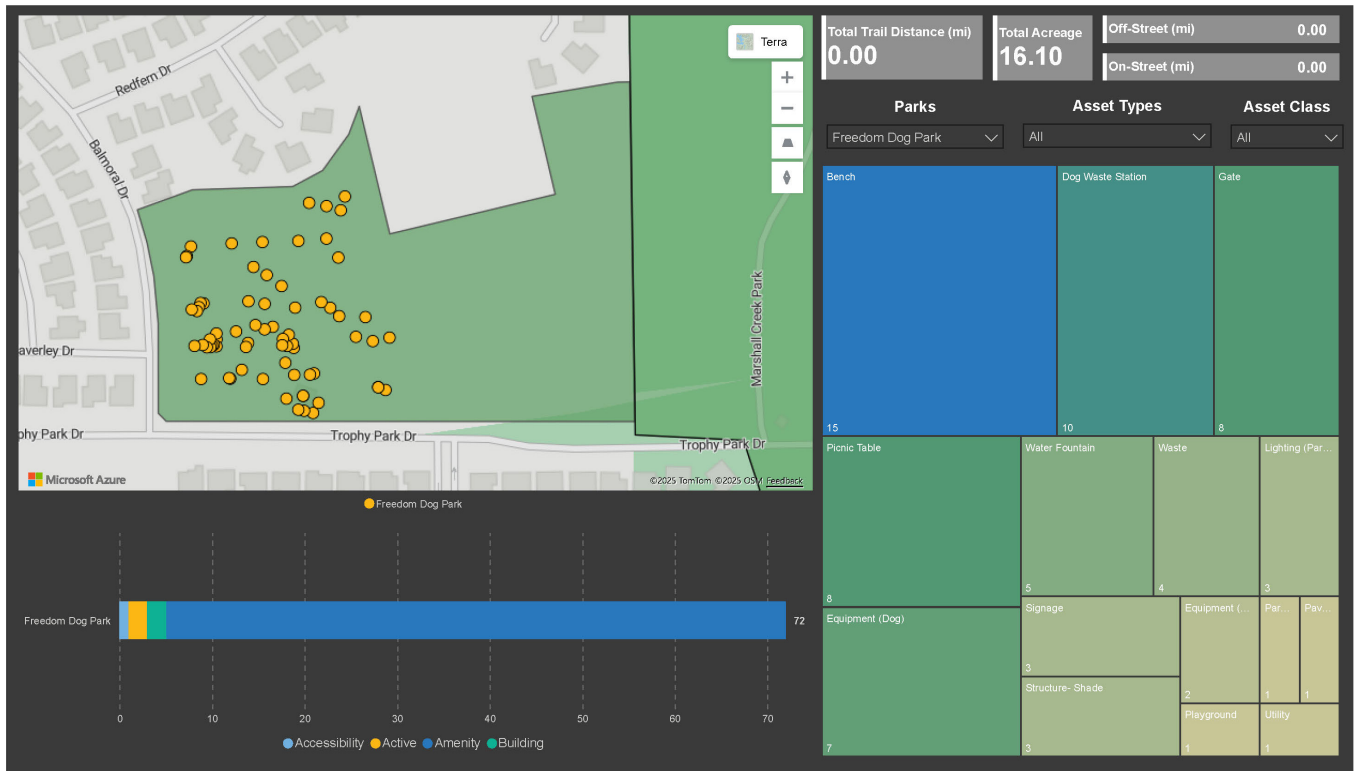 Terra
Redfern Dr
Balmoral Dr
averley Dr
phy Park Dr
Trophy Park Dr
Trophy Park Dr
Marshall Creek Park
Microsoft Azure
©2025 TomTom ©2025 OSM Feedback
Freedom Dog Park
Freedom Dog Park
72
0 10 20 30 40 50 60 70
Accessibility Active Amenity Building
Total Trail Distance (mi)
0.00
Total Acreage
16.10
Off-Street (mi) 0.00
On-Street (mi) 0.00
Parks Asset Types Asset Class
Freedom Dog Park All All
Bench
15
Dog Waste Station
10
Gate
8
Picnic Table
8
Equipment (Dog)
7
Water Fountain
5
Waste
4
Lighting (Par...
3
Signage
3
Structure- Shade
3
Equipment (...
2
Par...
1
Pav...
1
Playground
1
Utility
1